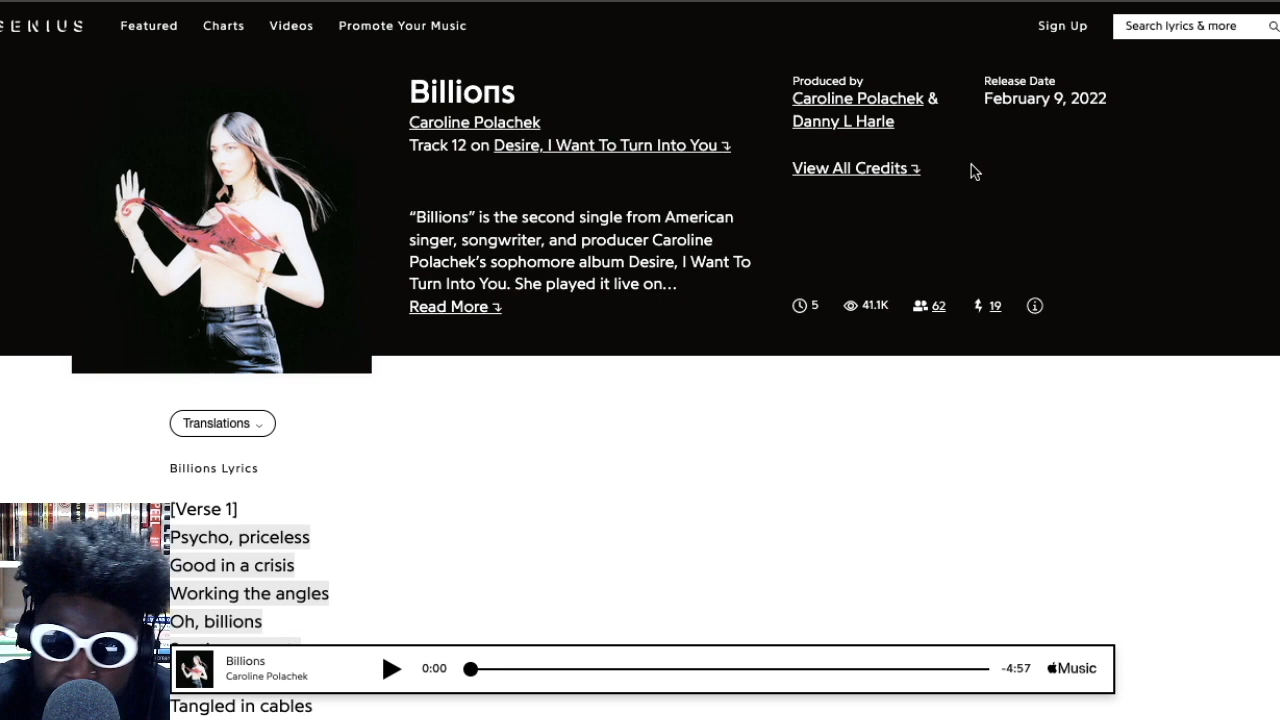 GENIUS
Featured
Charts
Videos
Promote Your Music
Sign Up
Search lyrics & more
Billions
Caroline Polachek
Track 12 on Desire, I Want To Turn Into You
“Billions” is the second single from American
singer, songwriter, and producer Caroline
Polachek’s sophomore album Desire, I Want To
Turn Into You. She played it live on…
Read More
Produced by
Caroline Polachek &
Danny L Harle
View All Credits
Release Date
February 9, 2022
5
41.1K
62
19
Translations
Billions Lyrics
[Verse 1]
Psycho, priceless
Good in a crisis
Working the angles
Oh, billions
Billions
Caroline Polachek
0:00
-4:57
Music
Tangled in cables